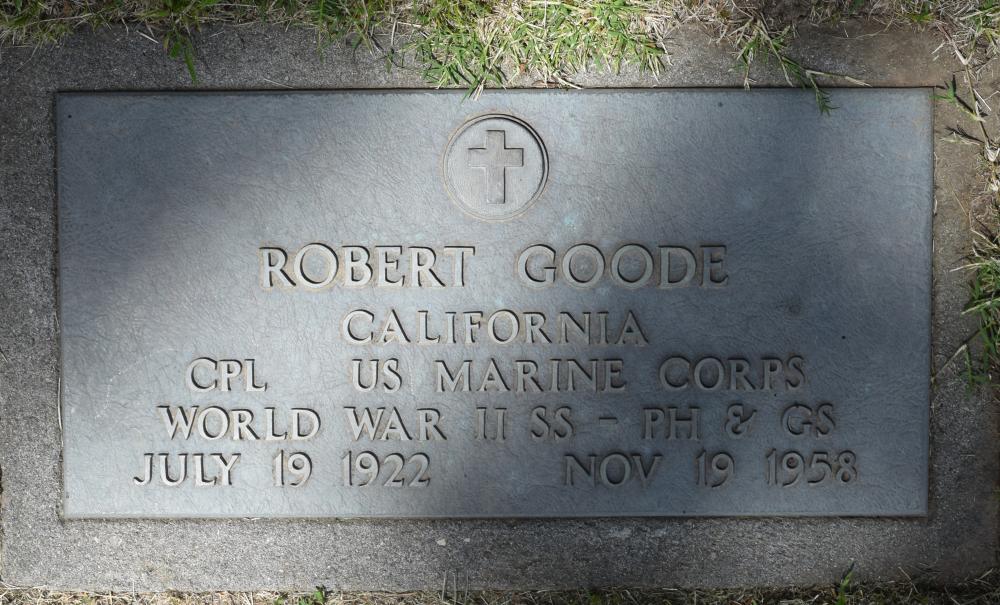 ROBERT GOODE
CALIFORNIA
CPL US MARINE CORPS
WORLD WAR II SS - PH & GS
JULY 19 1922 NOV 19 1958